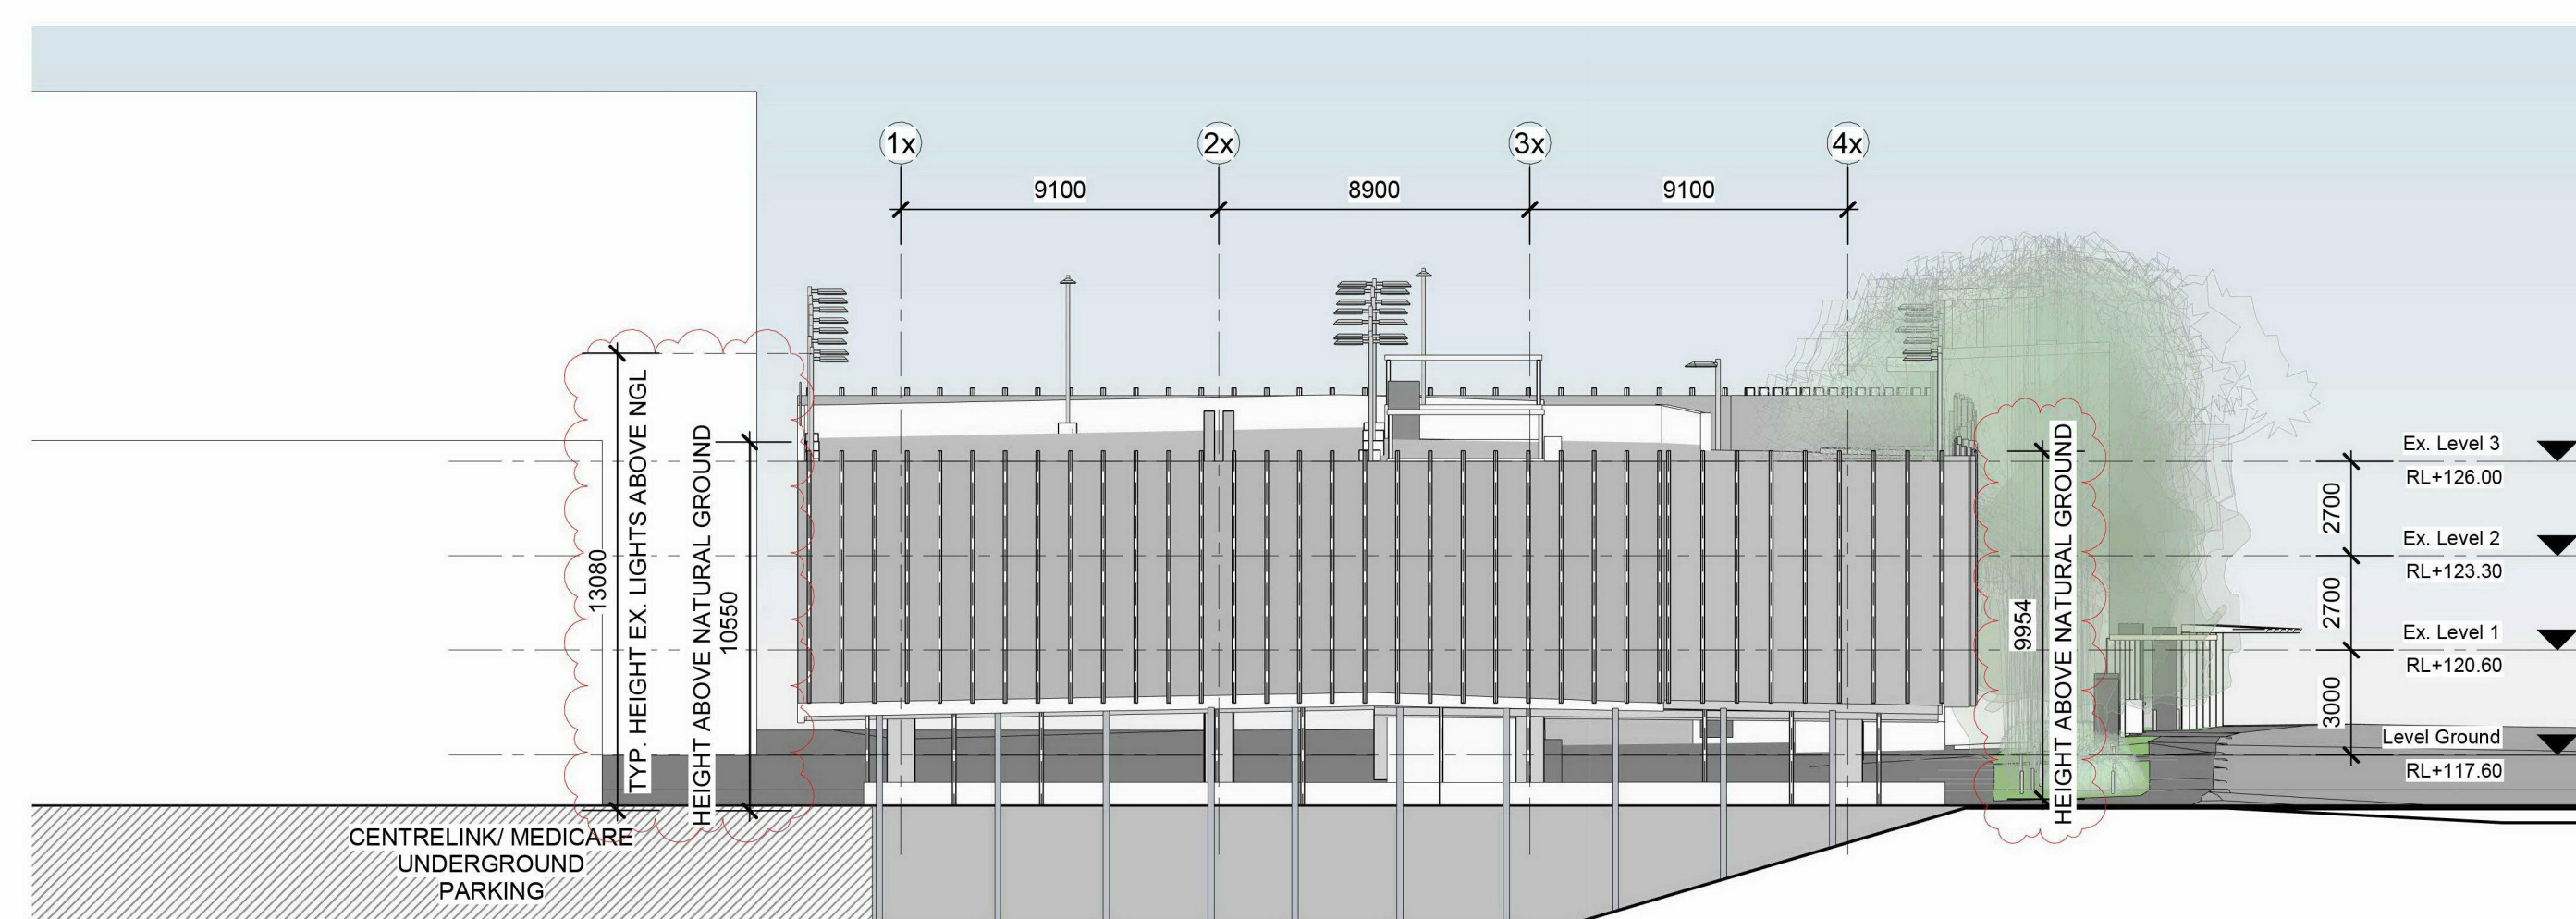 1x
2x
3x
4x
9100
8900
9100
13080
TYP. HEIGHT EX. LIGHTS ABOVE NGL
HEIGHT ABOVE NATURAL GROUND
10550
9954
HEIGHT ABOVE NATURAL GROUND
2700
2700
3000
Ex. Level 3
RL+126.00
Ex. Level 2
RL+123.30
Ex. Level 1
RL+120.60
Level Ground
RL+117.60
CENTRELINK/ MEDICARE
UNDERGROUND
PARKING